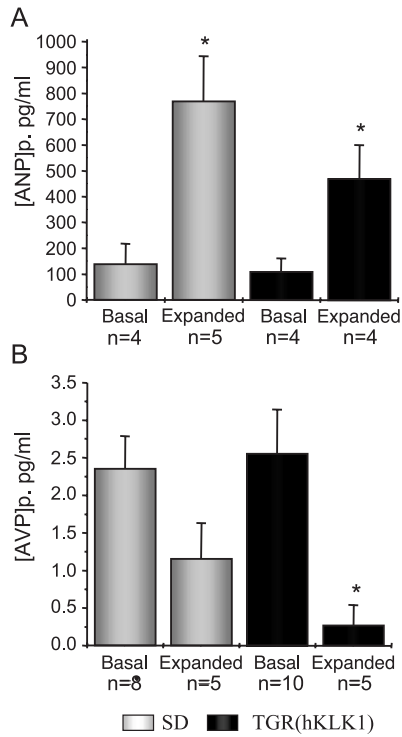 A
[ANP]p. pg/ml
1000
900
800
700
600
500
400
300
200
100
0
*
*
Basal Expanded Basal Expanded
n=4 n=5 n=4 n=4
B
[AVP]p. pg/ml
3.5
3.0
2.5
2.0
1.5
1.0
0.5
0.0
*
Basal Expanded Basal Expanded
n=8 n=5 n=10 n=5
SD TGR(hKLK1)